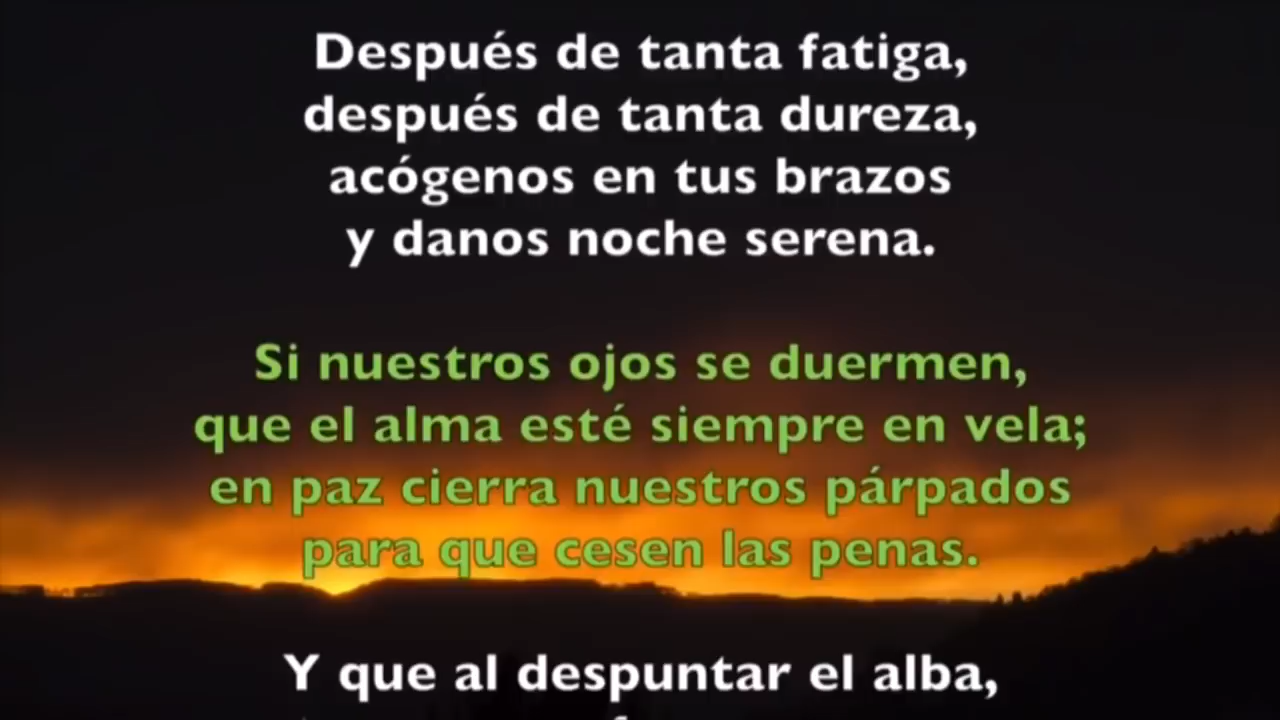 Después de tanta fatiga,
después de tanta dureza,
acógenos en tus brazos
y danos noche serena.
Si nuestros ojos se duermen,
que el alma esté siempre en vela;
en paz cierra nuestros párpados
para que cesen las penas.
Y que al despuntar el alba,